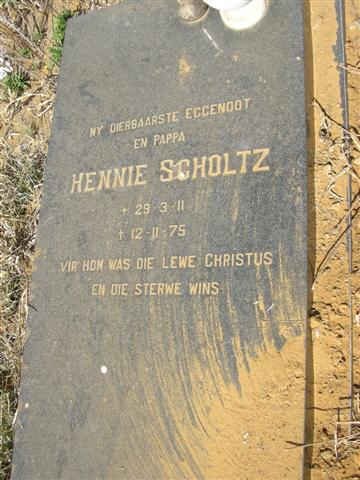 NY DIERBAARSTE EGGENOOT
EN PAPPA
HENNIE SCHOLTZ
+ 29-3-11
+ 12-11-75
VIR HOM WAS DIE LEWE CHRISTUS
EN DIE STERWE WINS